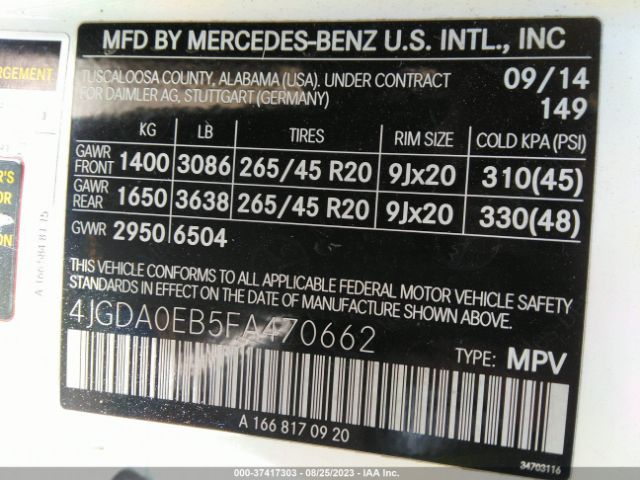 MFD BY MERCEDES-BENZ U.S. INTL., INC
TUSCALOOSA COUNTY, ALABAMA (USA). UNDER CONTRACT
FOR DAIMLER AG, STUTTGART (GERMANY)
09/14
149
KG LB TIRES RIM SIZE COLD KPA (PSI)
GAWR FRONT 1400 3086 265/45 R20 9Jx20 310(45)
GAWR REAR 1650 3638 265/45 R20 9Jx20 330(48)
GVWR 2950 6504
THIS VEHICLE CONFORMS TO ALL APPLICABLE FEDERAL MOTOR VEHICLE SAFETY
STANDARDS IN EFFECT ON THE DATE OF MANUFACTURE SHOWN ABOVE.
4JGDA0EB5FA470662
TYPE: MPV
A 166 817 09 20
34703116
A 166 584 81 15
000-37417303 - 08/25/2023 - IAA Inc.